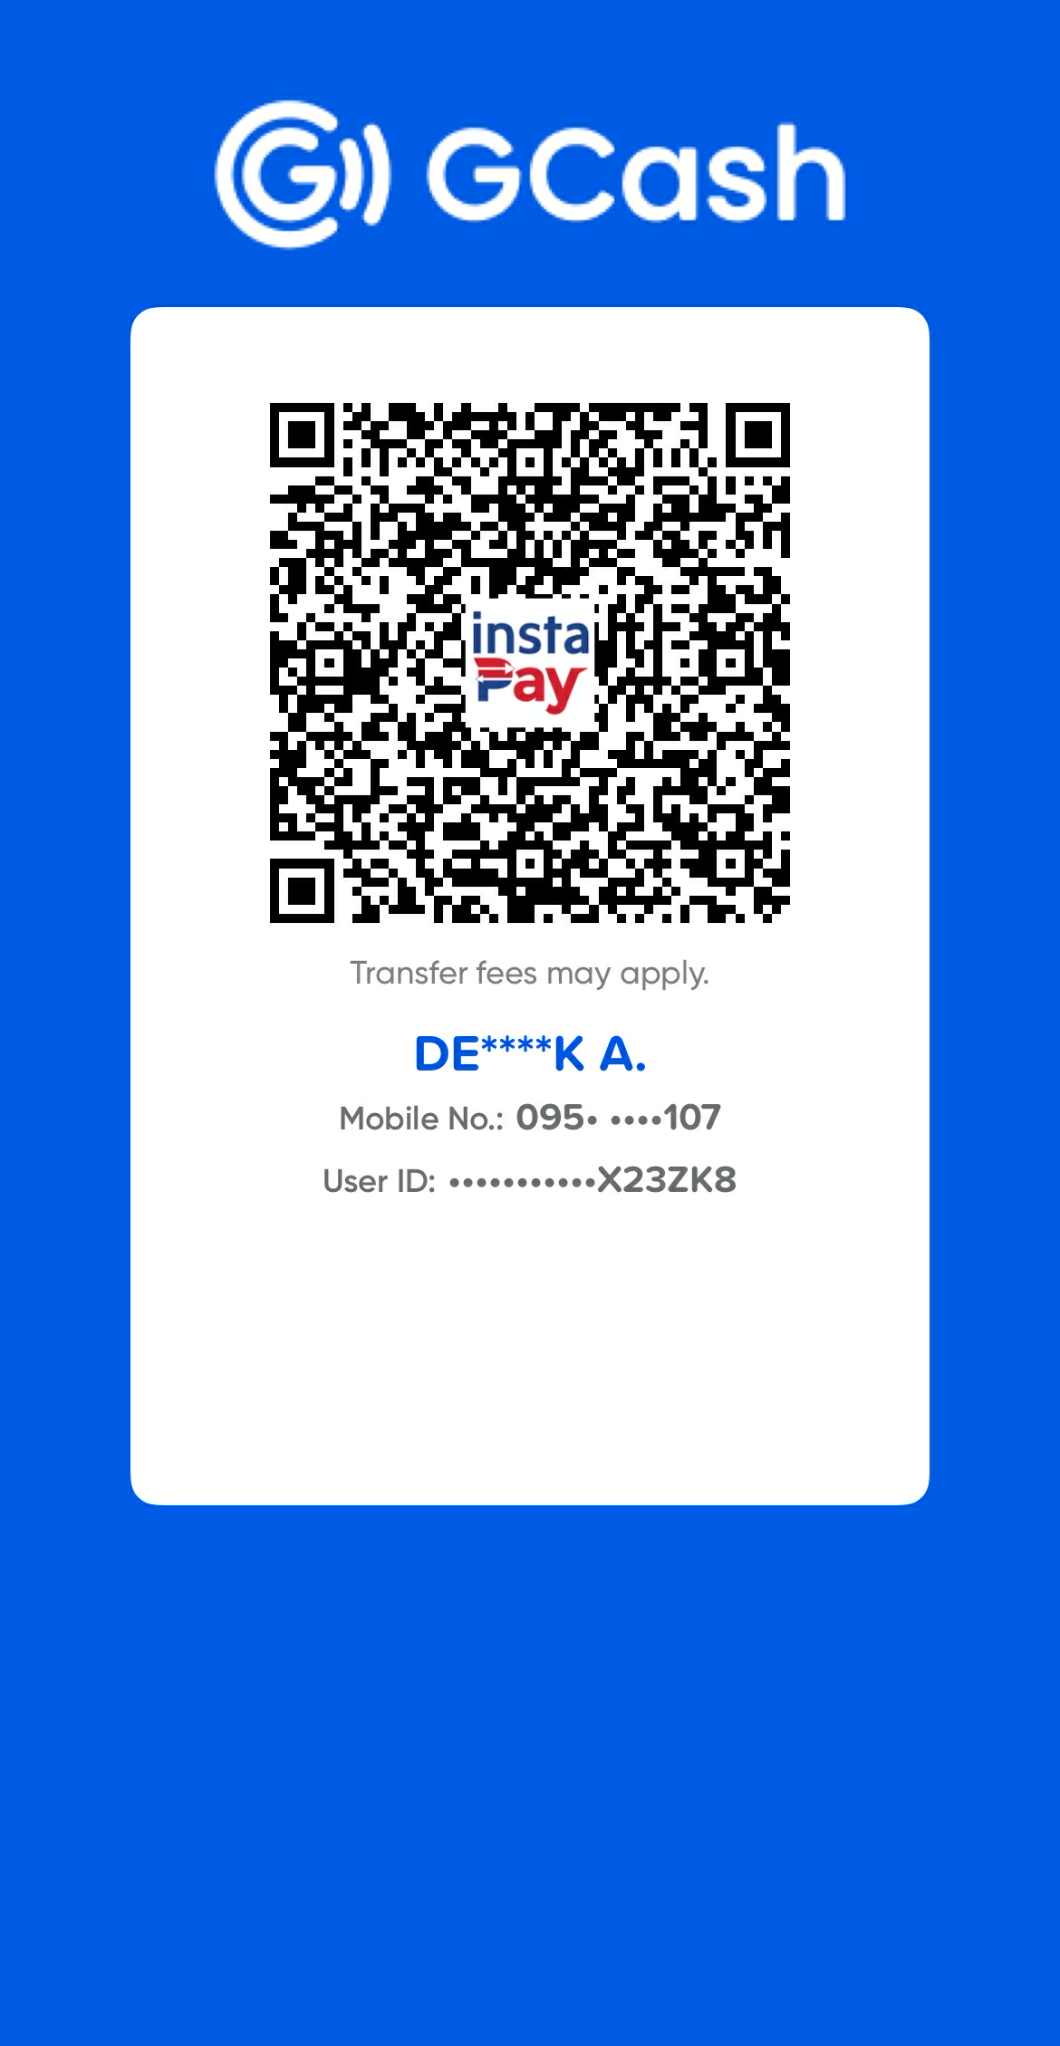 GCash
insta
Pay
Transfer fees may apply.
DE****K A.
Mobile No.: 095• ••••107
User ID: •••••••••••X23ZK8